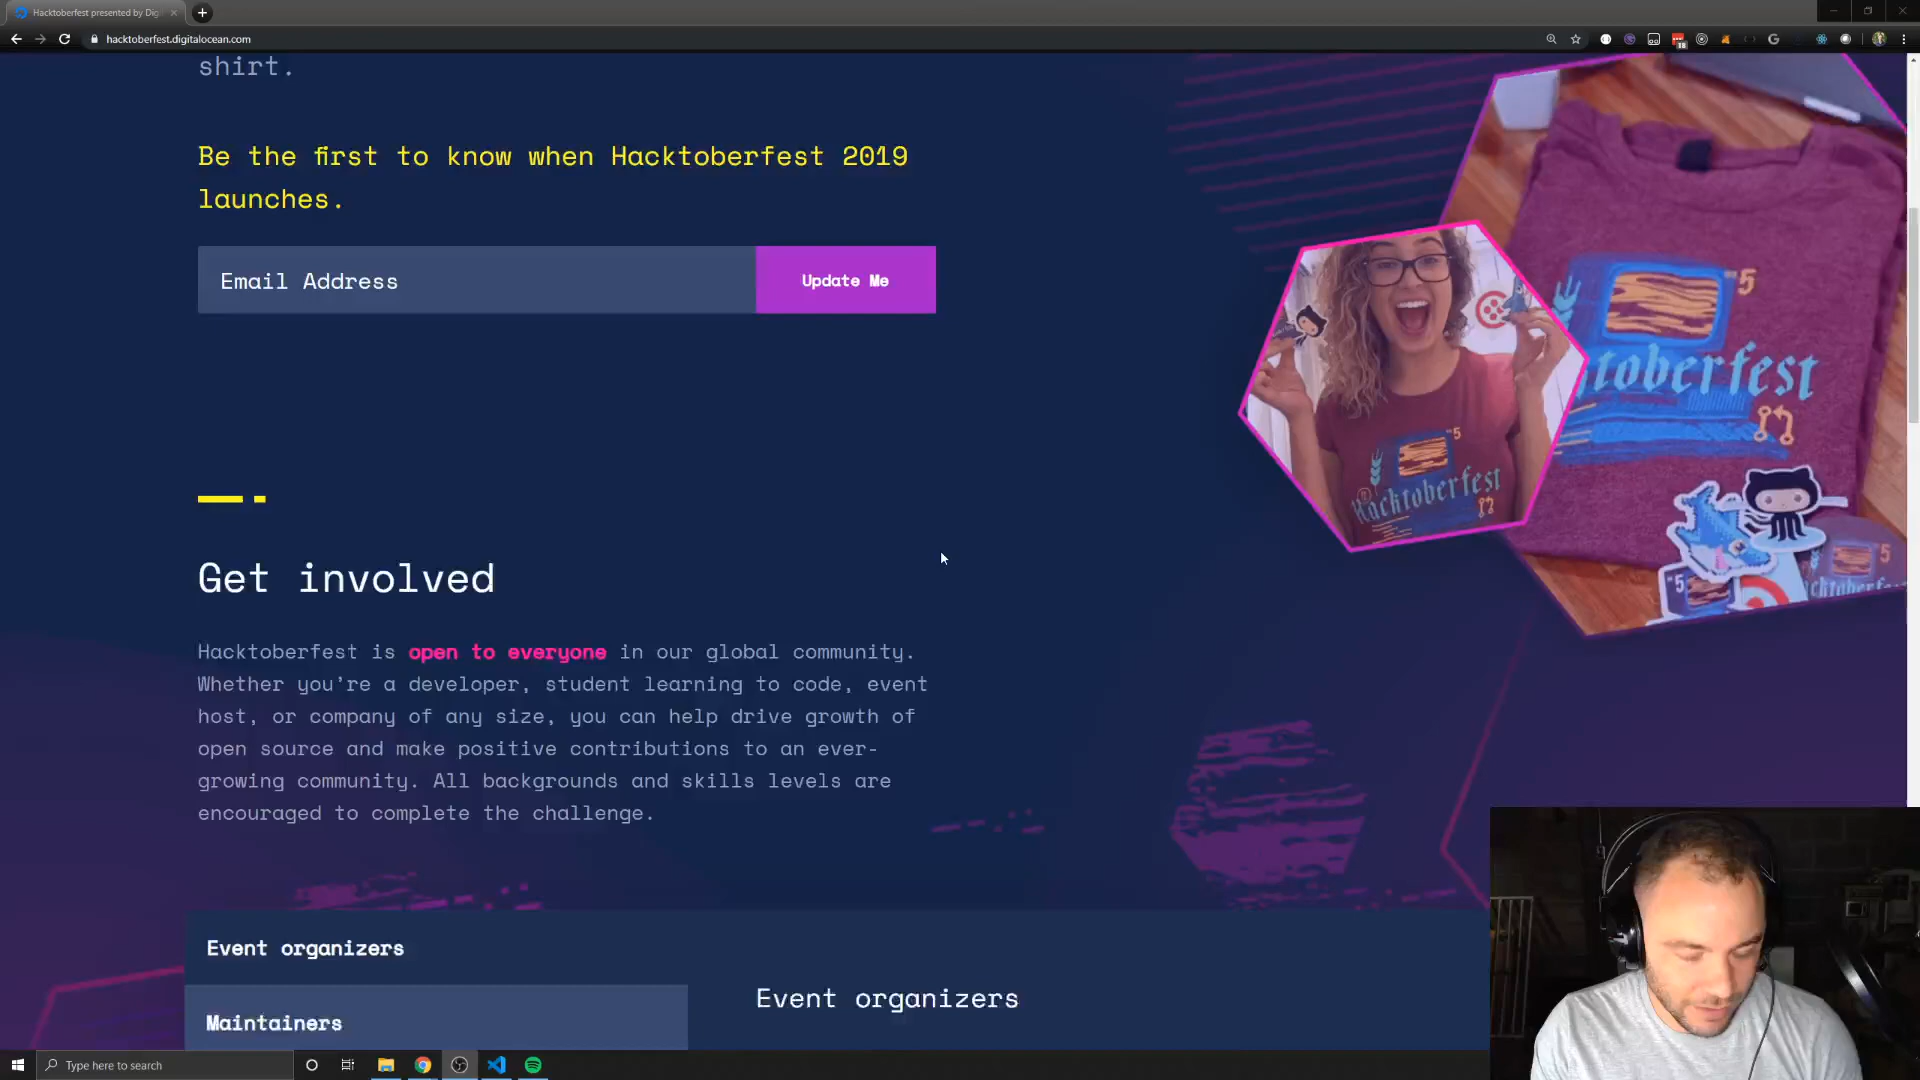 Hacktoberfest presented by Dig
hacktoberfest.digitalocean.com
shirt.
Be the first to know when Hacktoberfest 2019
launches.
Email Address
Update Me
5
toberfest
5
Hacktoberfest
Get involved
Hacktoberfest is open to everyone in our global community.
Whether you're a developer, student learning to code, event
host, or company of any size, you can help drive growth of
open source and make positive contributions to an ever-
growing community. All backgrounds and skills levels are
encouraged to complete the challenge.
Event organizers
Maintainers
Event organizers
Type here to search